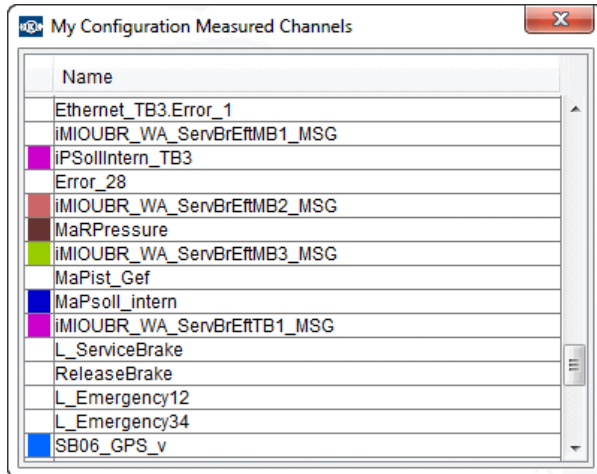 My Configuration Measured Channels
Name
Ethernet_TB3.Error_1
iMIOUBR_WA_ServBrEftMB1_MSG
iPSollIntern_TB3
Error_28
iMIOUBR_WA_ServBrEftMB2_MSG
MaRPressure
iMIOUBR_WA_ServBrEftMB3_MSG
MaPist_Gef
MaPsoll_intern
iMIOUBR_WA_ServBrEftTB1_MSG
L_ServiceBrake
ReleaseBrake
L_Emergency12
L_Emergency34
SB06_GPS_v